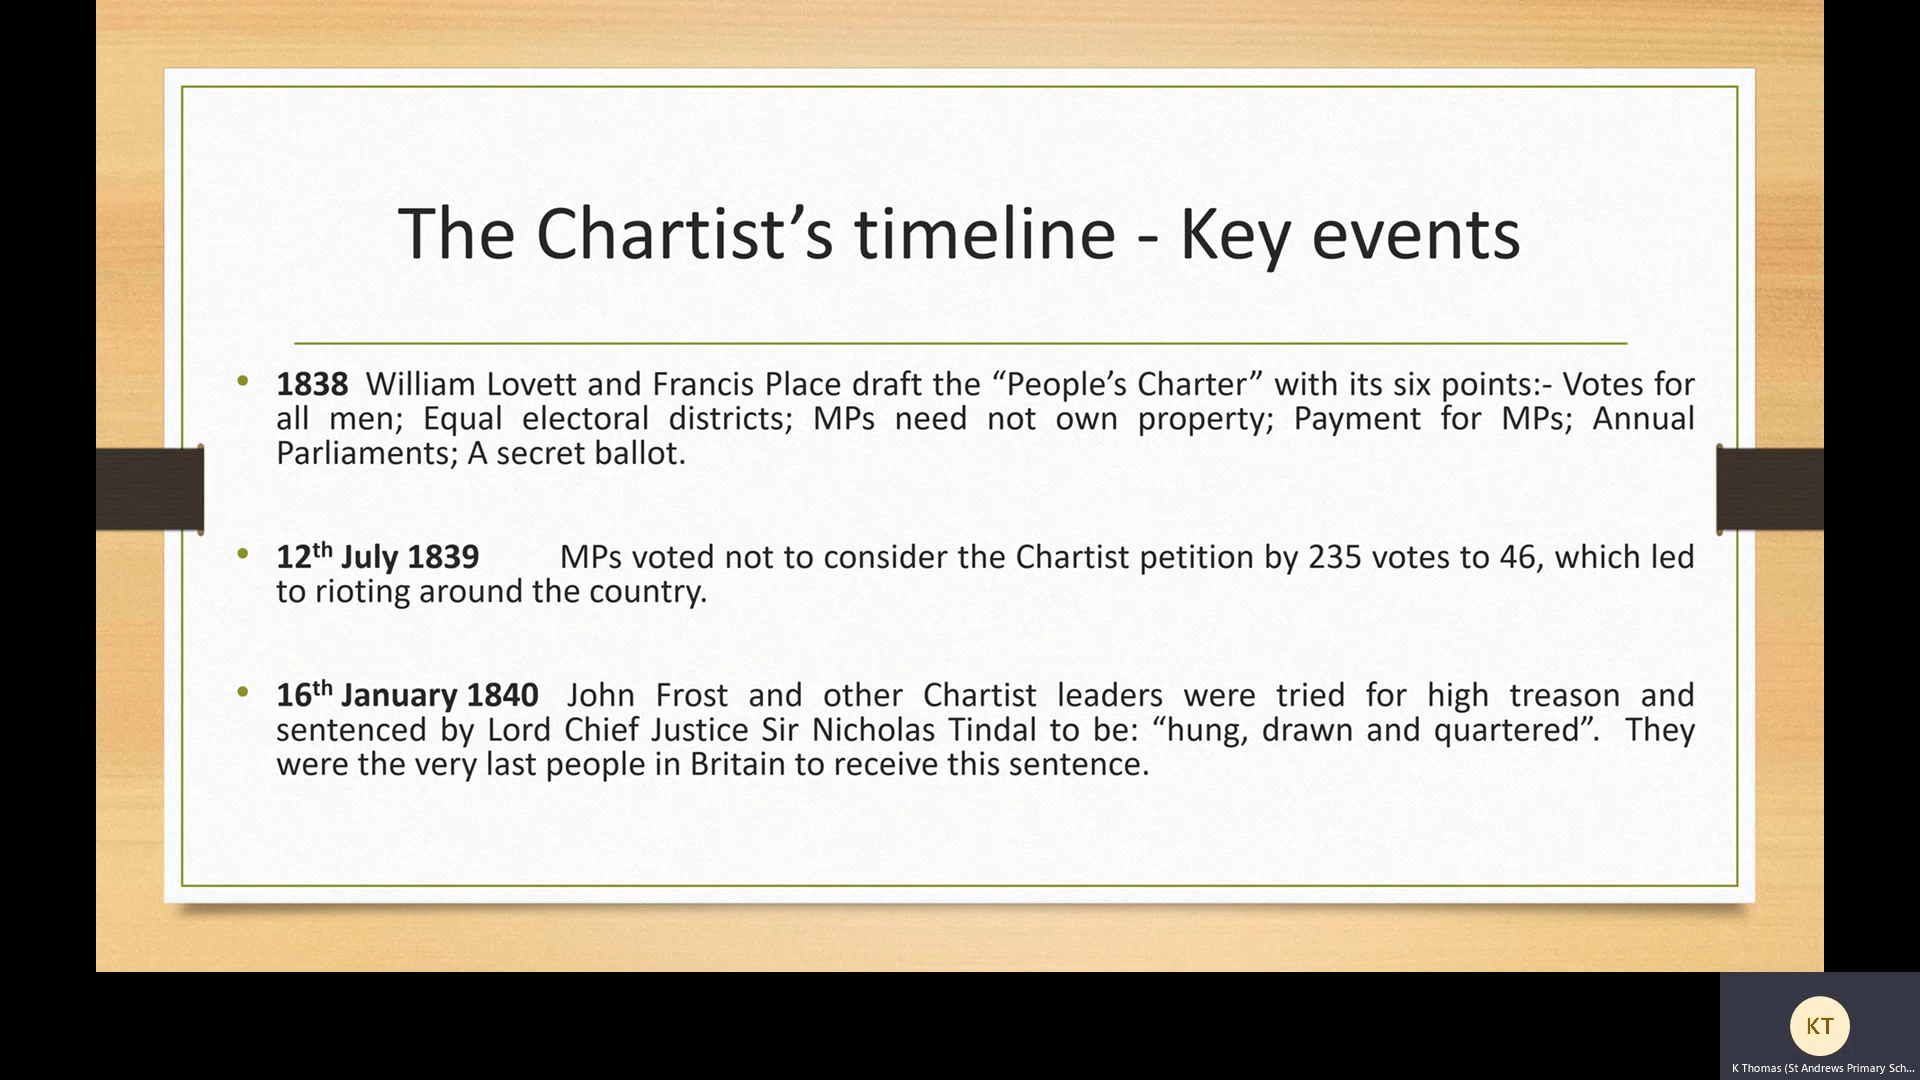 The Chartist’s timeline - Key events
• 1838 William Lovett and Francis Place draft the “People’s Charter” with its six points:- Votes for
all men; Equal electoral districts; MPs need not own property; Payment for MPs; Annual
Parliaments; A secret ballot.
• 12th July 1839 MPs voted not to consider the Chartist petition by 235 votes to 46, which led
to rioting around the country.
• 16th January 1840 John Frost and other Chartist leaders were tried for high treason and
sentenced by Lord Chief Justice Sir Nicholas Tindal to be: “hung, drawn and quartered”. They
were the very last people in Britain to receive this sentence.
KT
K Thomas (St Andrews Primary Sch...